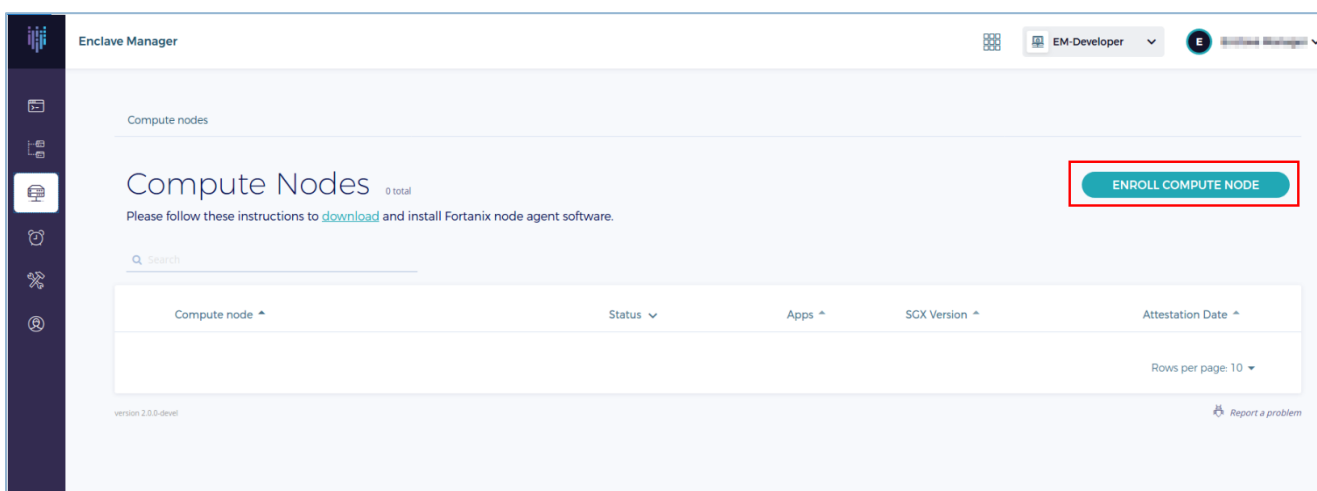 Enclave Manager
EM-Developer
E
Compute nodes
Compute Nodes 0 total
ENROLL COMPUTE NODE
Please follow these instructions to download and install Fortanix node agent software.
Search
Compute node Status Apps SGX Version Attestation Date
Rows per page: 10
version 2.0.0-devel
Report a problem